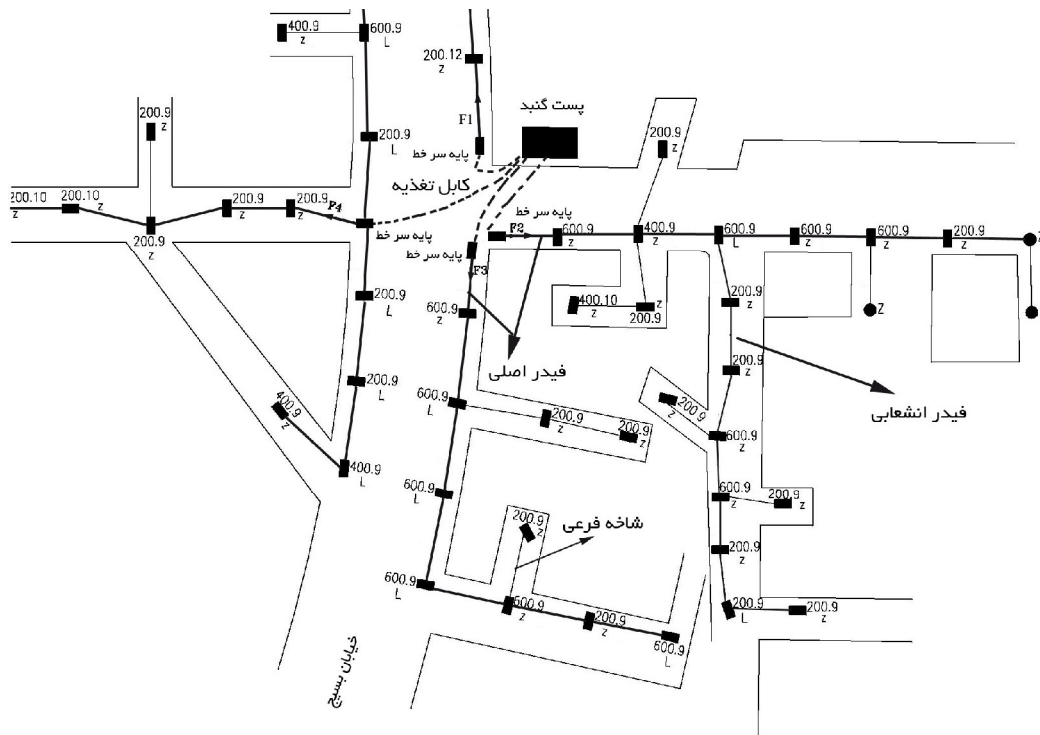 400.9
z
600.9
L
200.12
z
F1
پست گنبد
200.9
z
200.9
L
پایه سر خط
200.9
z
کابل تغذیه
200.10
200.10
z
200.9
z
200.9
z
F4
پایه سر خط
200.9
z
پایه سر خط
F2
600.9
z
400.9
z
600.9
L
600.9
z
600.9
z
200.9
z
Z
پایه سر خط
F3
200.9
L
600.9
z
400.10
z
200.9
z
200.9
z
Z
فیدر اصلی
200.9
z
فیدر انشعابی
200.9
L
400.9
z
600.9
L
200.9
z
200.9
z
200.9
z
600.9
z
400.9
L
600.9
L
600.9
z
200.9
z
شاخه فرعی
200.9
z
200.9
z
600.9
L
600.9
z
200.9
z
600.9
L
200.9
L
200.9
z
خیابان بسیج